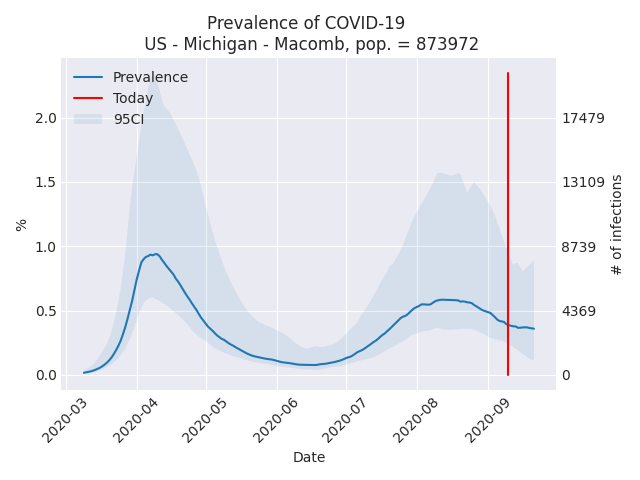 Prevalence of COVID-19
US - Michigan - Macomb, pop. = 873972
Prevalence
Today
95CI
2.0
1.5
1.0
0.5
0.0
%
17479
13109
8739
4369
0
# of infections
2020-03
2020-04
2020-05
2020-06
2020-07
2020-08
2020-09
Date